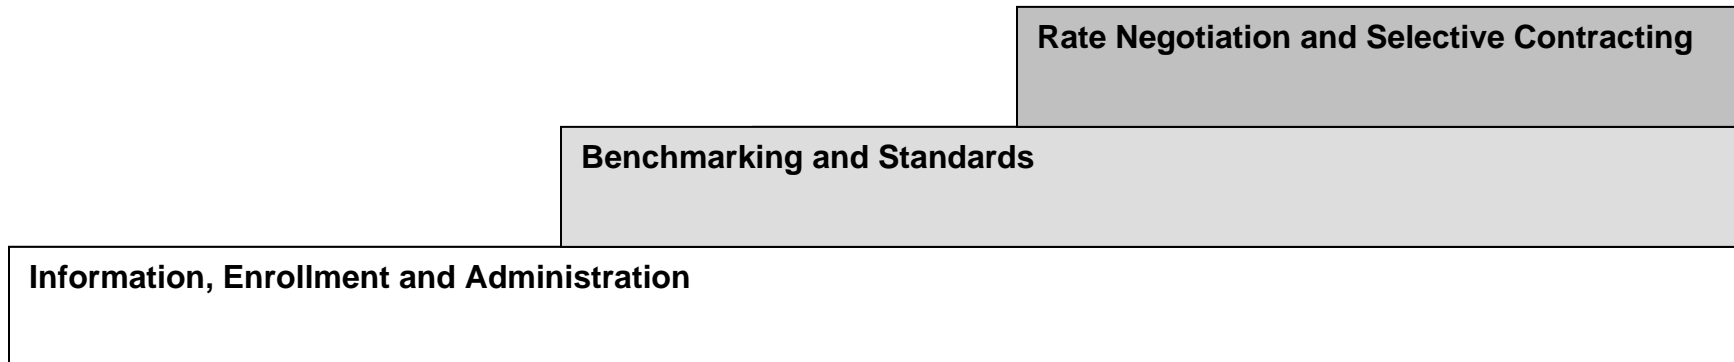 Rate Negotiation and Selective Contracting
Benchmarking and Standards
Information, Enrollment and Administration